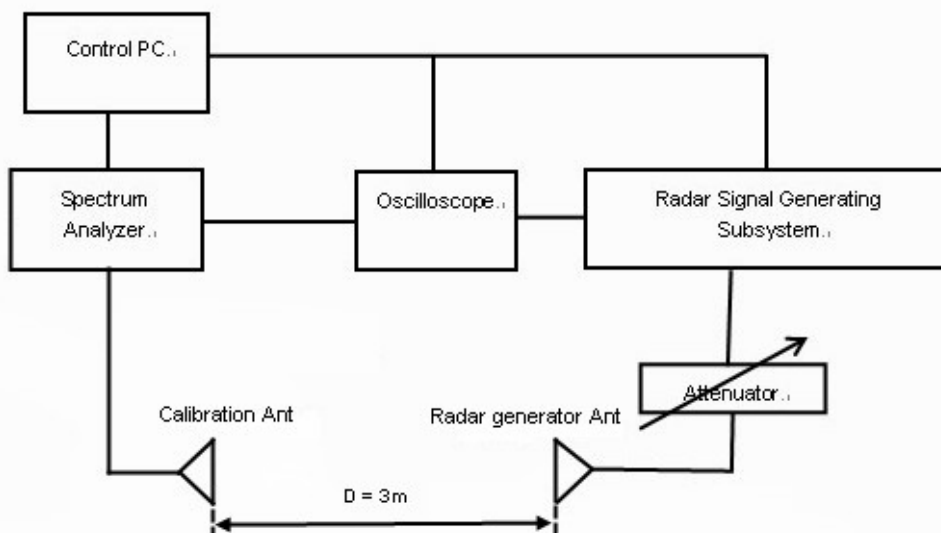 Control PC.
Spectrum
Analyzer.
Oscilloscope.
Radar Signal Generating
Subsystem.
Attenuator.
Calibration Ant
Radar generator Ant
D = 3m